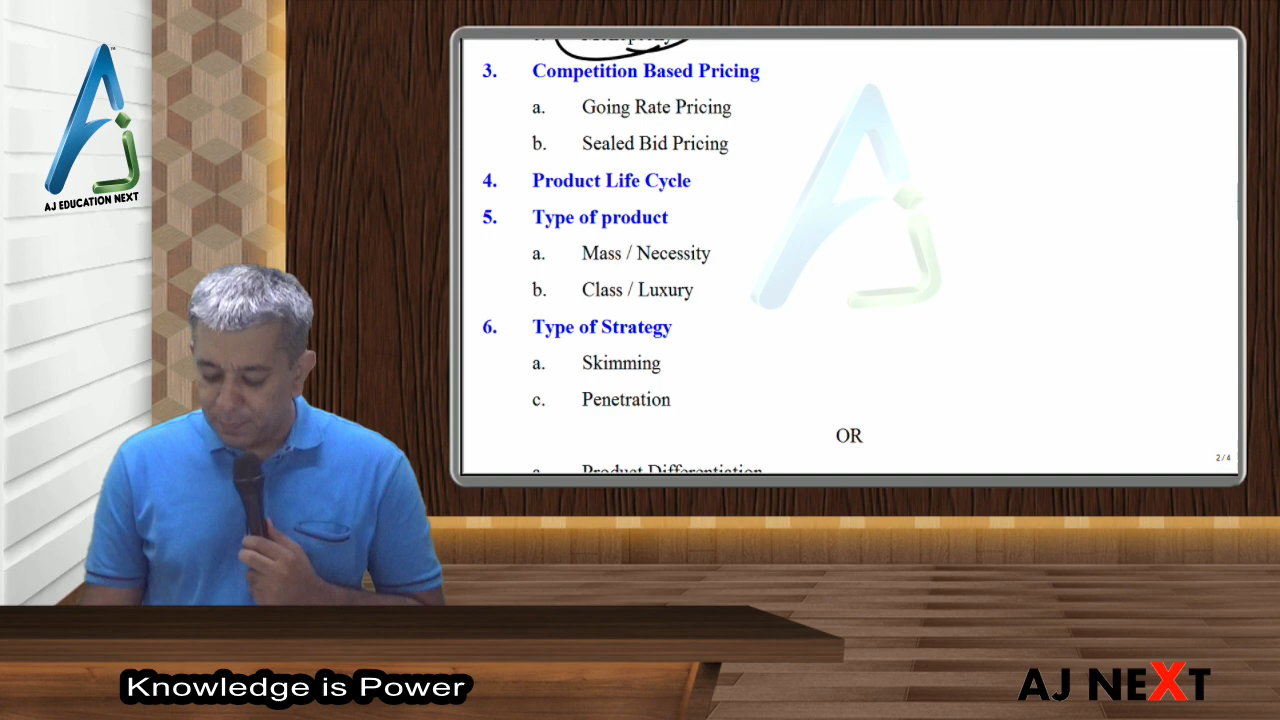 AJ EDUCATION NEXT
3. Competition Based Pricing
a. Going Rate Pricing
b. Sealed Bid Pricing
4. Product Life Cycle
5. Type of product
a. Mass / Necessity
b. Class / Luxury
6. Type of Strategy
a. Skimming
c. Penetration
OR
a. Product Differentiation
2/4
Knowledge is Power
AJ NEXT